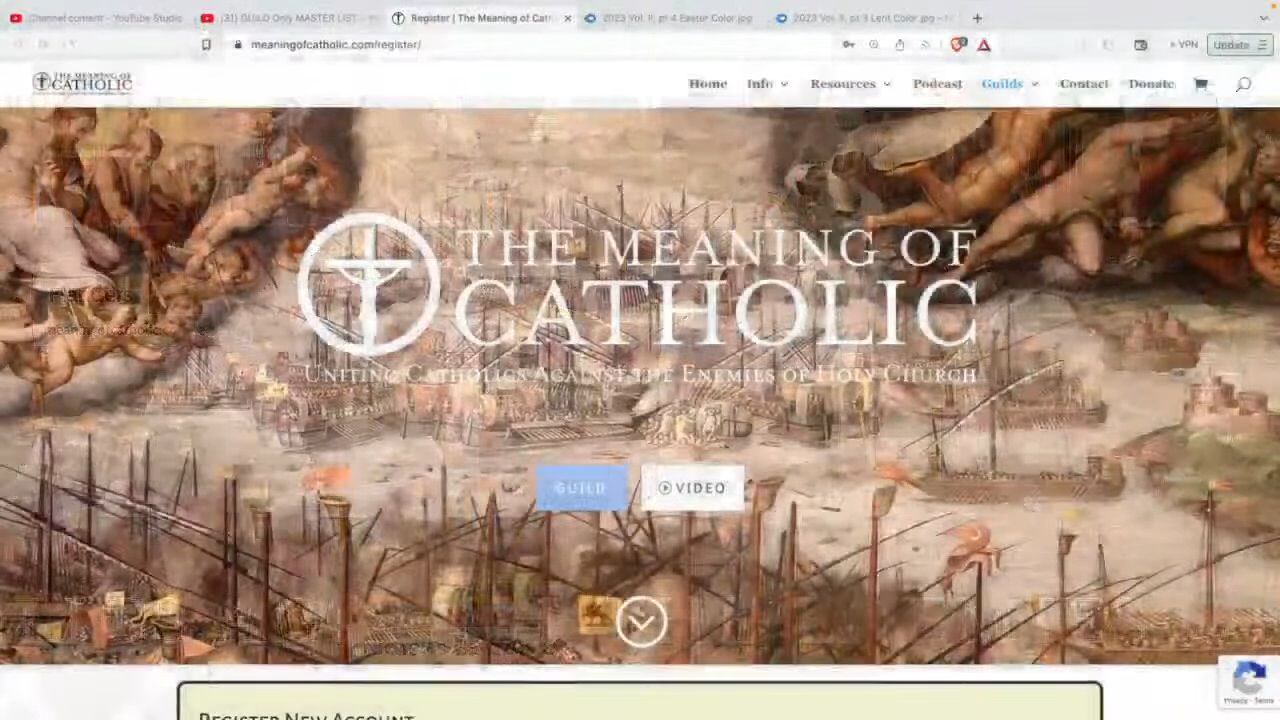 Channel content - YouTube Studio
(31) GUILD Only MASTER LIST -
Register | The Meaning of Cat
2023 Vol. II, pt 4 Easter Color.jpg
2023 Vol. II, pt 3 Lent Color.jpg -
meaningofcatholic.com/register/
VPN
Update
THE MEANING OF
CATHOLIC
Home
Info
Resources
Podcast
Guilds
Contact
Donate
THE MEANING OF
CATHOLIC
UNITING CATHOLICS AGAINST THE ENEMIES OF HOLY CHURCH
GUILD
VIDEO
REGISTER NEW ACCOUNT
Privacy - Terms